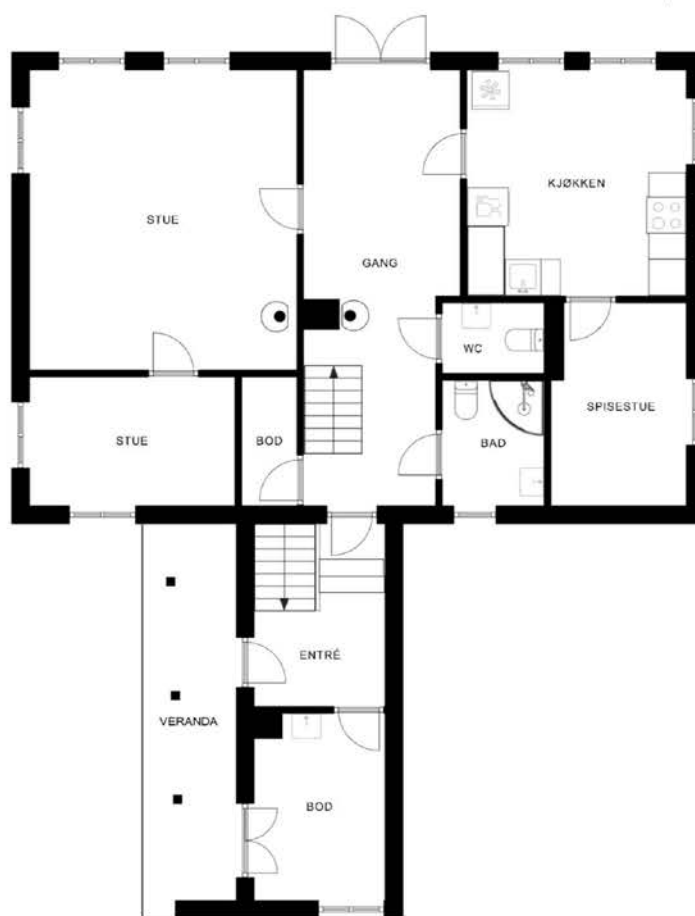 KJØKKEN
STUE
GANG
WC
SPISESTUE
STUE
BOD
BAD
ENTRÉ
VERANDA
BOD